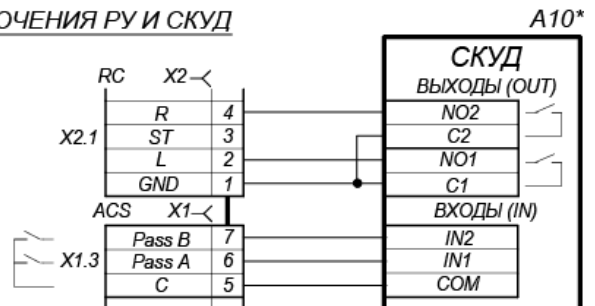 ОЧЕНИЯ РУ И СКУД
A10*
СКУД
ВЫХОДЫ (OUT)
RC X2
X2.1
R 4 NO2
ST 3 C2
L 2 NO1
GND 1 C1
ACS X1 ВХОДЫ (IN)
X1.3
Pass B 7 IN2
Pass A 6 IN1
C 5 COM